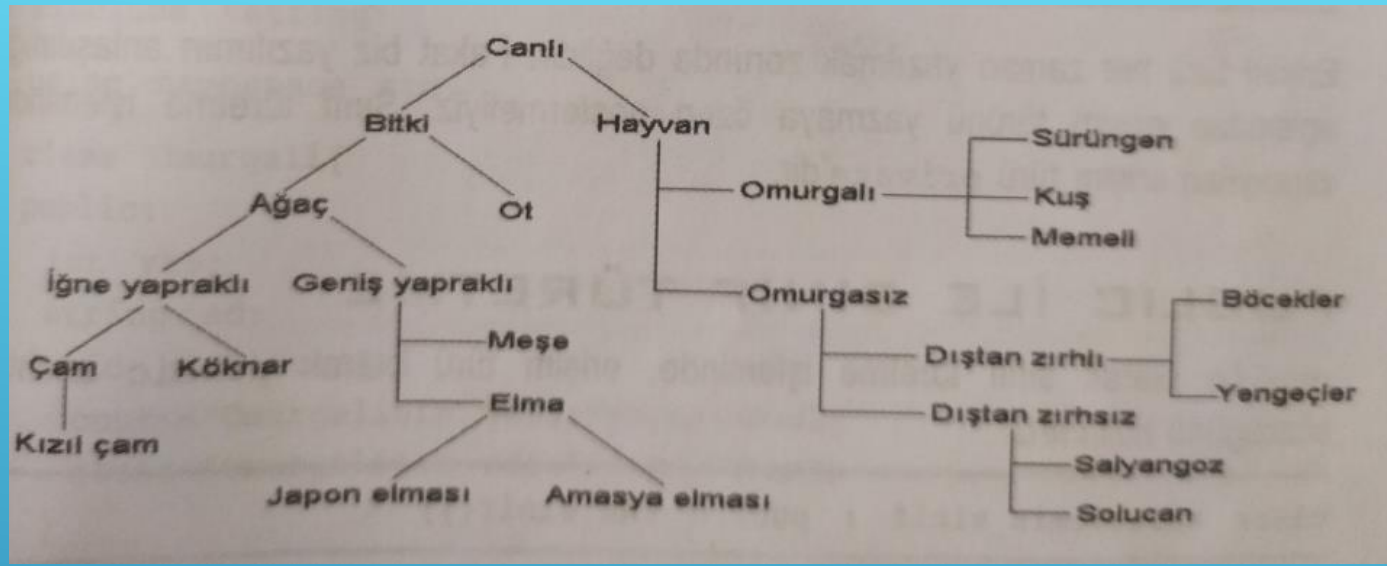 Canlı
Bitki Hayvan
Sürüngen
Omurgalı Kuş
Ağaç Ot
Memeli
İğne yapraklı Geniş yapraklı
Omurgasız Böcekler
Meşe
Dıştan zırhlı
Çam Köknar
Yengeçler
Elma Dıştan zırhsız
Kızıl çam
Salyangoz
Japon elması Amasya elması
Solucan